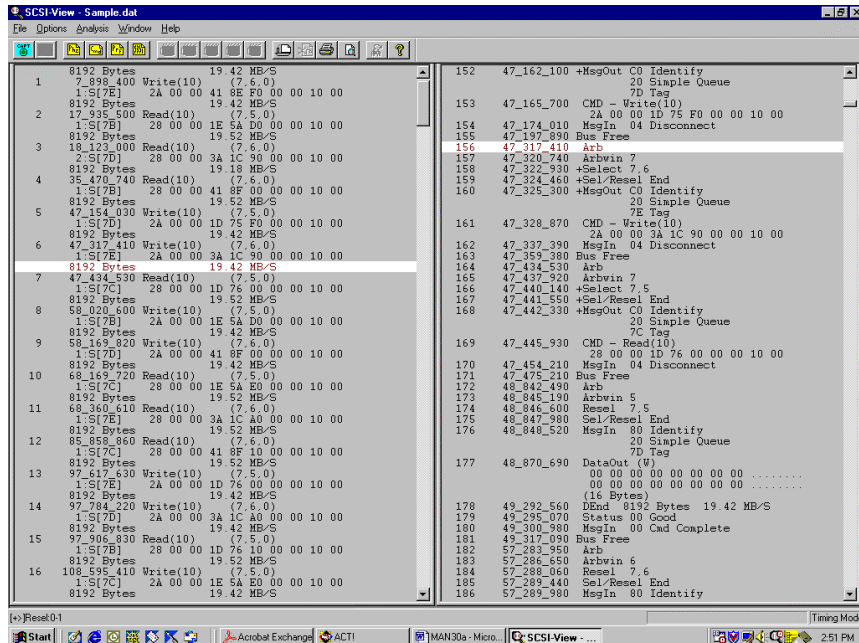 SCSI-View - Sample.dat
File Options Analysis Window Help
8192 Bytes 19.42 MB/S
1 7_898_400 Write(10) (7,6,0)
1:S[7E] 2A 00 00 41 8E F0 00 00 10 00
8192 Bytes 19.42 MB/S
2 17_935_500 Read(10) (7,5,0)
1:S[7B] 28 00 00 1E 5A D0 00 00 10 00
8192 Bytes 19.52 MB/S
3 18_123_000 Read(10) (7,6,0)
2:S[7D] 28 00 00 3A 1C 90 00 00 10 00
8192 Bytes 19.18 MB/S
4 35_470_740 Read(10) (7,6,0)
1:S[7B] 28 00 00 41 8F 00 00 00 10 00
8192 Bytes 19.52 MB/S
5 47_154_030 Write(10) (7,5,0)
1:S[7D] 2A 00 00 1D 75 F0 00 00 10 00
8192 Bytes 19.42 MB/S
6 47_317_410 Write(10) (7,6,0)
1:S[7E] 2A 00 00 3A 1C 90 00 00 10 00
8192 Bytes 19.42 MB/S
7 47_434_530 Read(10) (7,5,0)
1:S[7C] 28 00 00 1D 76 00 00 00 10 00
8192 Bytes 19.52 MB/S
8 58_020_600 Write(10) (7,5,0)
1:S[7B] 2A 00 00 1E 5A D0 00 00 10 00
8192 Bytes 19.42 MB/S
9 58_169_820 Write(10) (7,6,0)
1:S[7D] 2A 00 00 41 8F 00 00 00 10 00
8192 Bytes 19.42 MB/S
10 68_169_720 Read(10) (7,5,0)
1:S[7C] 28 00 00 1E 5A E0 00 00 10 00
8192 Bytes 19.52 MB/S
11 68_360_610 Read(10) (7,6,0)
1:S[7E] 28 00 00 3A 1C A0 00 00 10 00
8192 Bytes 19.52 MB/S
12 85_858_860 Read(10) (7,6,0)
1:S[7C] 28 00 00 41 8F 10 00 00 10 00
8192 Bytes 19.52 MB/S
13 97_617_630 Write(10) (7,5,0)
1:S[7E] 2A 00 00 1D 76 00 00 00 10 00
8192 Bytes 19.42 MB/S
14 97_784_220 Write(10) (7,6,0)
1:S[7D] 2A 00 00 3A 1C A0 00 00 10 00
8192 Bytes 19.42 MB/S
15 97_906_830 Read(10) (7,5,0)
1:S[7B] 28 00 00 1D 76 10 00 00 10 00
8192 Bytes 19.52 MB/S
16 108_595_410 Write(10) (7,5,0)
1:S[7C] 2A 00 00 1E 5A E0 00 00 10 00
8192 Bytes 19.42 MB/S
152 47_162_100 +MsgOut C0 Identify
20 Simple Queue
7D Tag
153 47_165_700 CMD - Write(10)
2A 00 00 1D 75 F0 00 00 10 00
154 47_174_010 MsgIn 04 Disconnect
155 47_197_890 Bus Free
156 47_317_410 Arb
157 47_320_740 Arbwin 7
158 47_322_930 +Select 7,6
159 47_324_460 +Sel/Resel End
160 47_325_300 +MsgOut C0 Identify
20 Simple Queue
7E Tag
161 47_328_870 CMD - Write(10)
2A 00 00 3A 1C 90 00 00 10 00
162 47_337_390 MsgIn 04 Disconnect
163 47_359_380 Bus Free
164 47_434_530 Arb
165 47_437_920 Arbwin 7
166 47_440_140 +Select 7,5
167 47_441_550 +Sel/Resel End
168 47_442_330 +MsgOut C0 Identify
20 Simple Queue
7C Tag
169 47_445_930 CMD - Read(10)
28 00 00 1D 76 00 00 00 10 00
170 47_454_210 MsgIn 04 Disconnect
171 47_475_210 Bus Free
172 48_842_490 Arb
173 48_845_190 Arbwin 5
174 48_846_600 Resel 7,5
175 48_847_980 Sel/Resel End
176 48_848_520 MsgIn 80 Identify
20 Simple Queue
7D Tag
177 48_870_690 DataOut (W)
00 00 00 00 00 00 00 00 ........
00 00 00 00 00 00 00 00 ........
(16 Bytes)
178 49_292_560 DEnd 8192 Bytes 19.42 MB/S
179 49_295_070 Status 00 Good
180 49_300_980 MsgIn 00 Cmd Complete
181 49_317_090 Bus Free
182 57_283_950 Arb
183 57_286_650 Arbwin 6
184 57_288_060 Resel 7,6
185 57_289_440 Sel/Resel End
186 57_289_980 MsgIn 80 Identify
[+>]Reset:0-1 Timing Mod
Start Acrobat Exchange ACT! MAN30a - Micro... SCSI-View - ... 2:51 PM